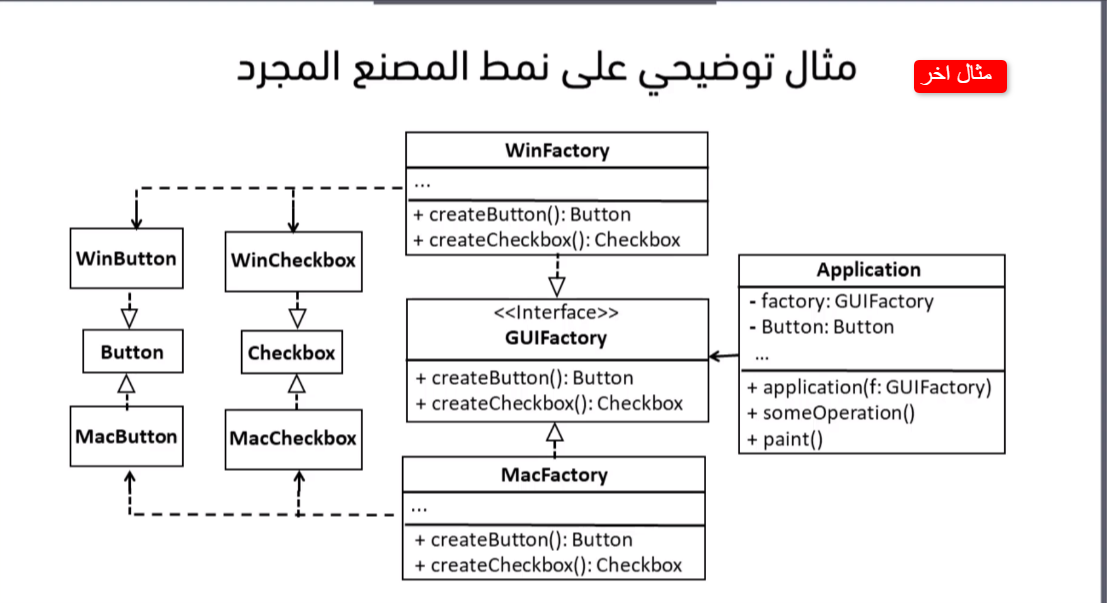 مثال توضيحي على نمط المصنع المجرد
مثال اخر
WinFactory
...
+ createButton(): Button
+ createCheckbox(): Checkbox
WinButton
WinCheckbox
Button
Checkbox
MacButton
MacCheckbox
<<Interface>>
GUIFactory
+ createButton(): Button
+ createCheckbox(): Checkbox
Application
- factory: GUIFactory
- Button: Button
...
+ application(f: GUIFactory)
+ someOperation()
+ paint()
MacFactory
...
+ createButton(): Button
+ createCheckbox(): Checkbox